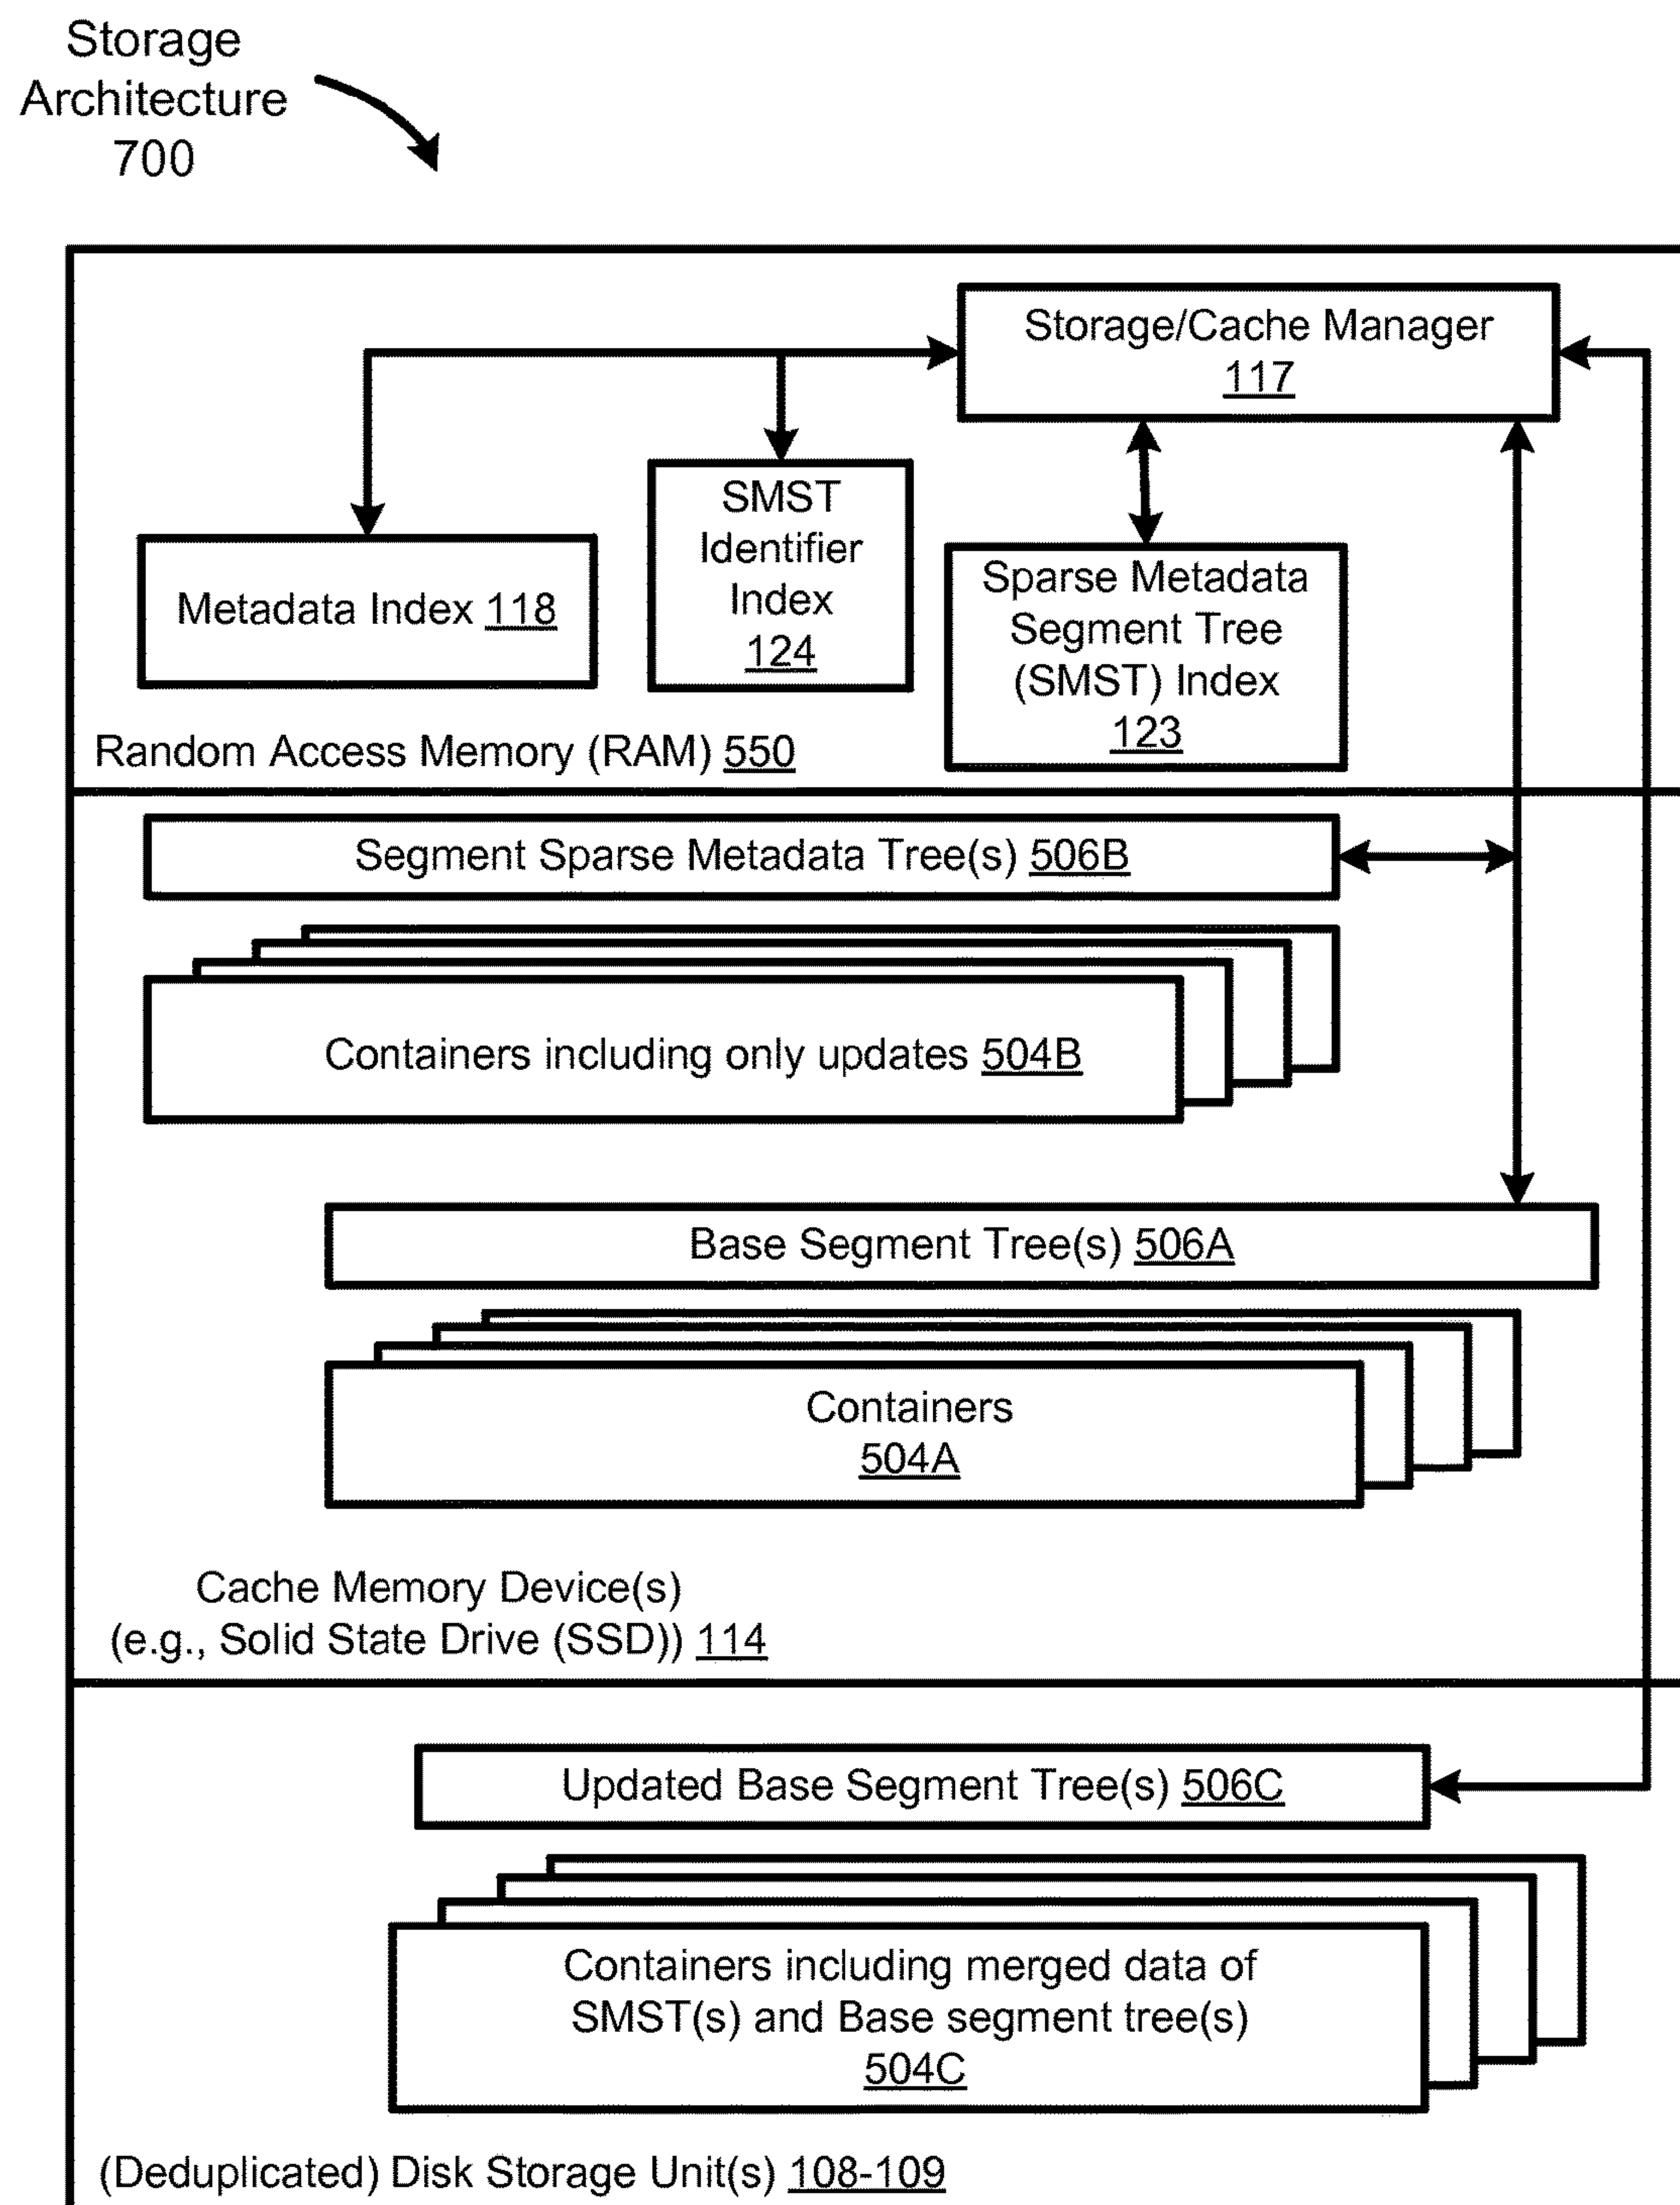 Storage
Architecture
700
Storage/Cache Manager
117
Metadata Index 118
SMST
Identifier
Index
124
Sparse Metadata
Segment Tree
(SMST) Index
123
Random Access Memory (RAM) 550
Segment Sparse Metadata Tree(s) 506B
Containers including only updates 504B
Base Segment Tree(s) 506A
Containers
504A
Cache Memory Device(s)
(e.g., Solid State Drive (SSD)) 114
Updated Base Segment Tree(s) 506C
Containers including merged data of
SMST(s) and Base segment tree(s)
504C
(Deduplicated) Disk Storage Unit(s) 108-109